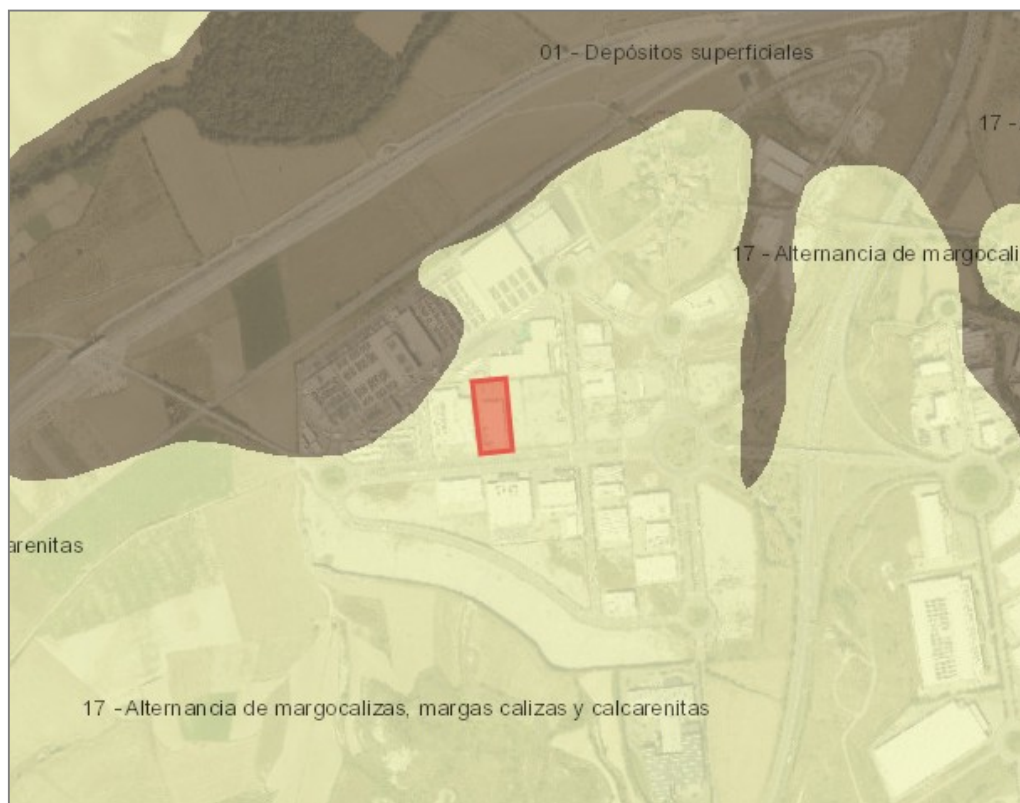 01 - Depósitos superficiales
17 -
17 - Alternancia de margocali
arenitas
17 - Alternancia de margocalizas, margas calizas y calcarenitas